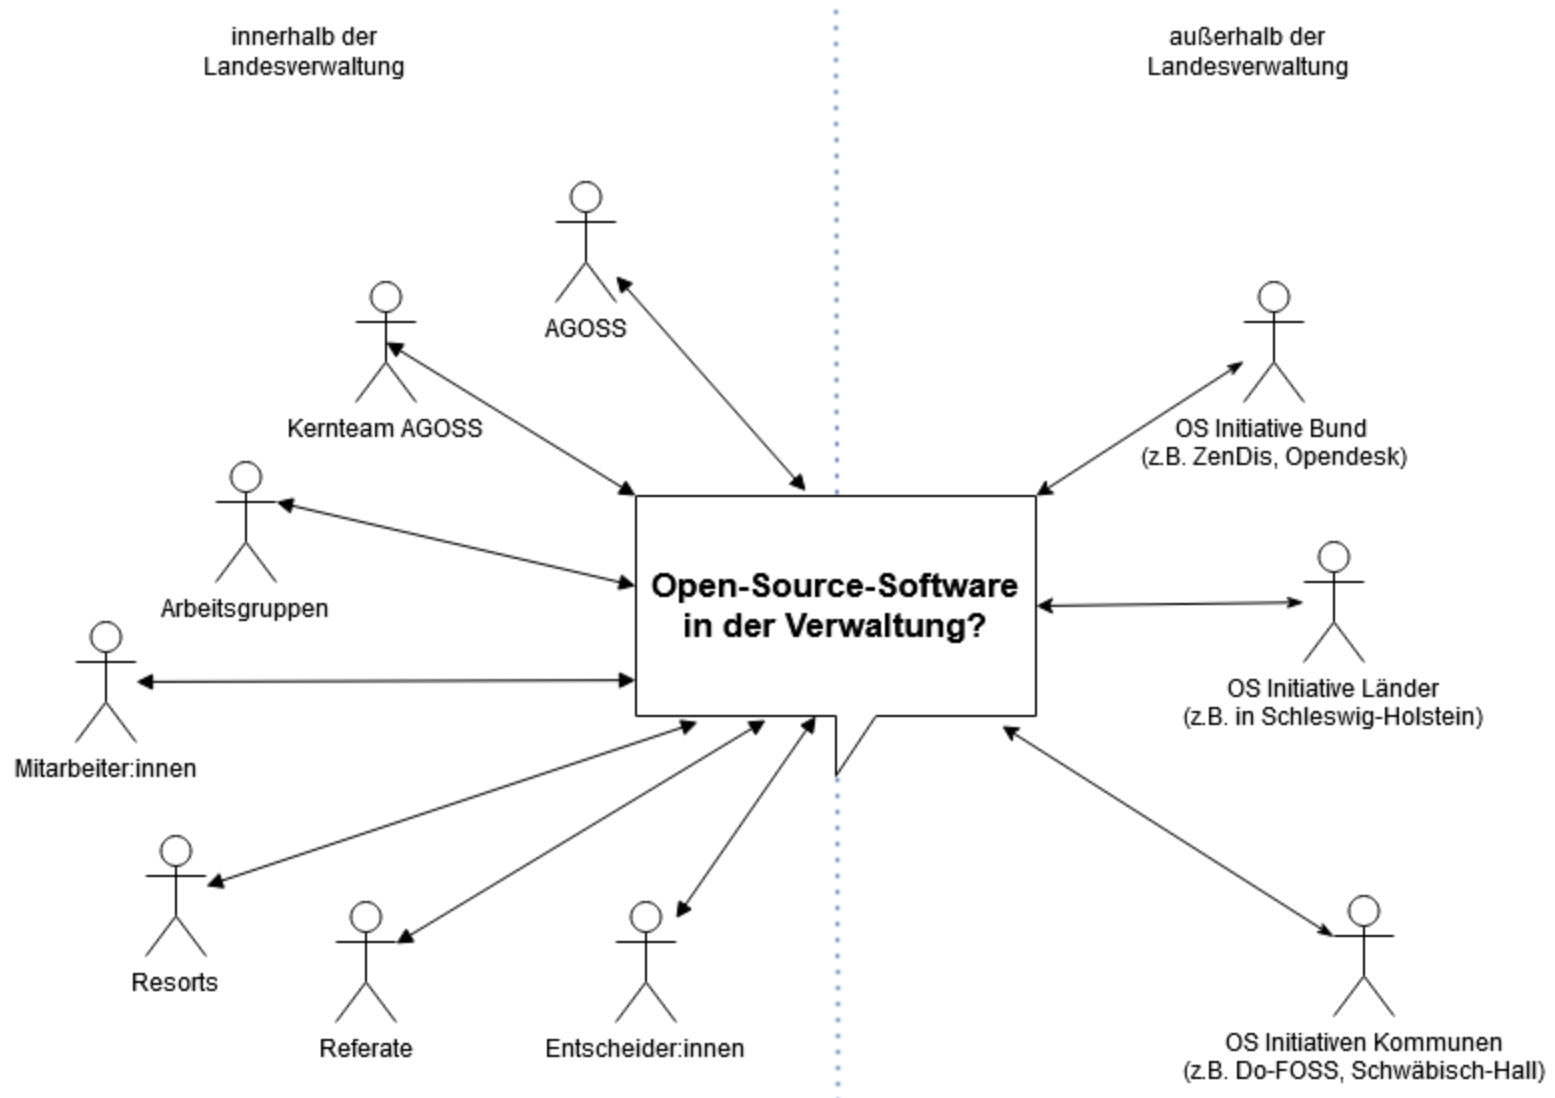 innerhalb der
Landesverwaltung
außerhalb der
Landesverwaltung
AGOSS
Kernteam AGOSS
OS Initiative Bund
(z.B. ZenDis, Opendesk)
Arbeitsgruppen
Open-Source-Software
in der Verwaltung?
OS Initiative Länder
(z.B. in Schleswig-Holstein)
Mitarbeiter:innen
Resorts
Referate
Entscheider:innen
OS Initiativen Kommunen
(z.B. Do-FOSS, Schwäbisch-Hall)